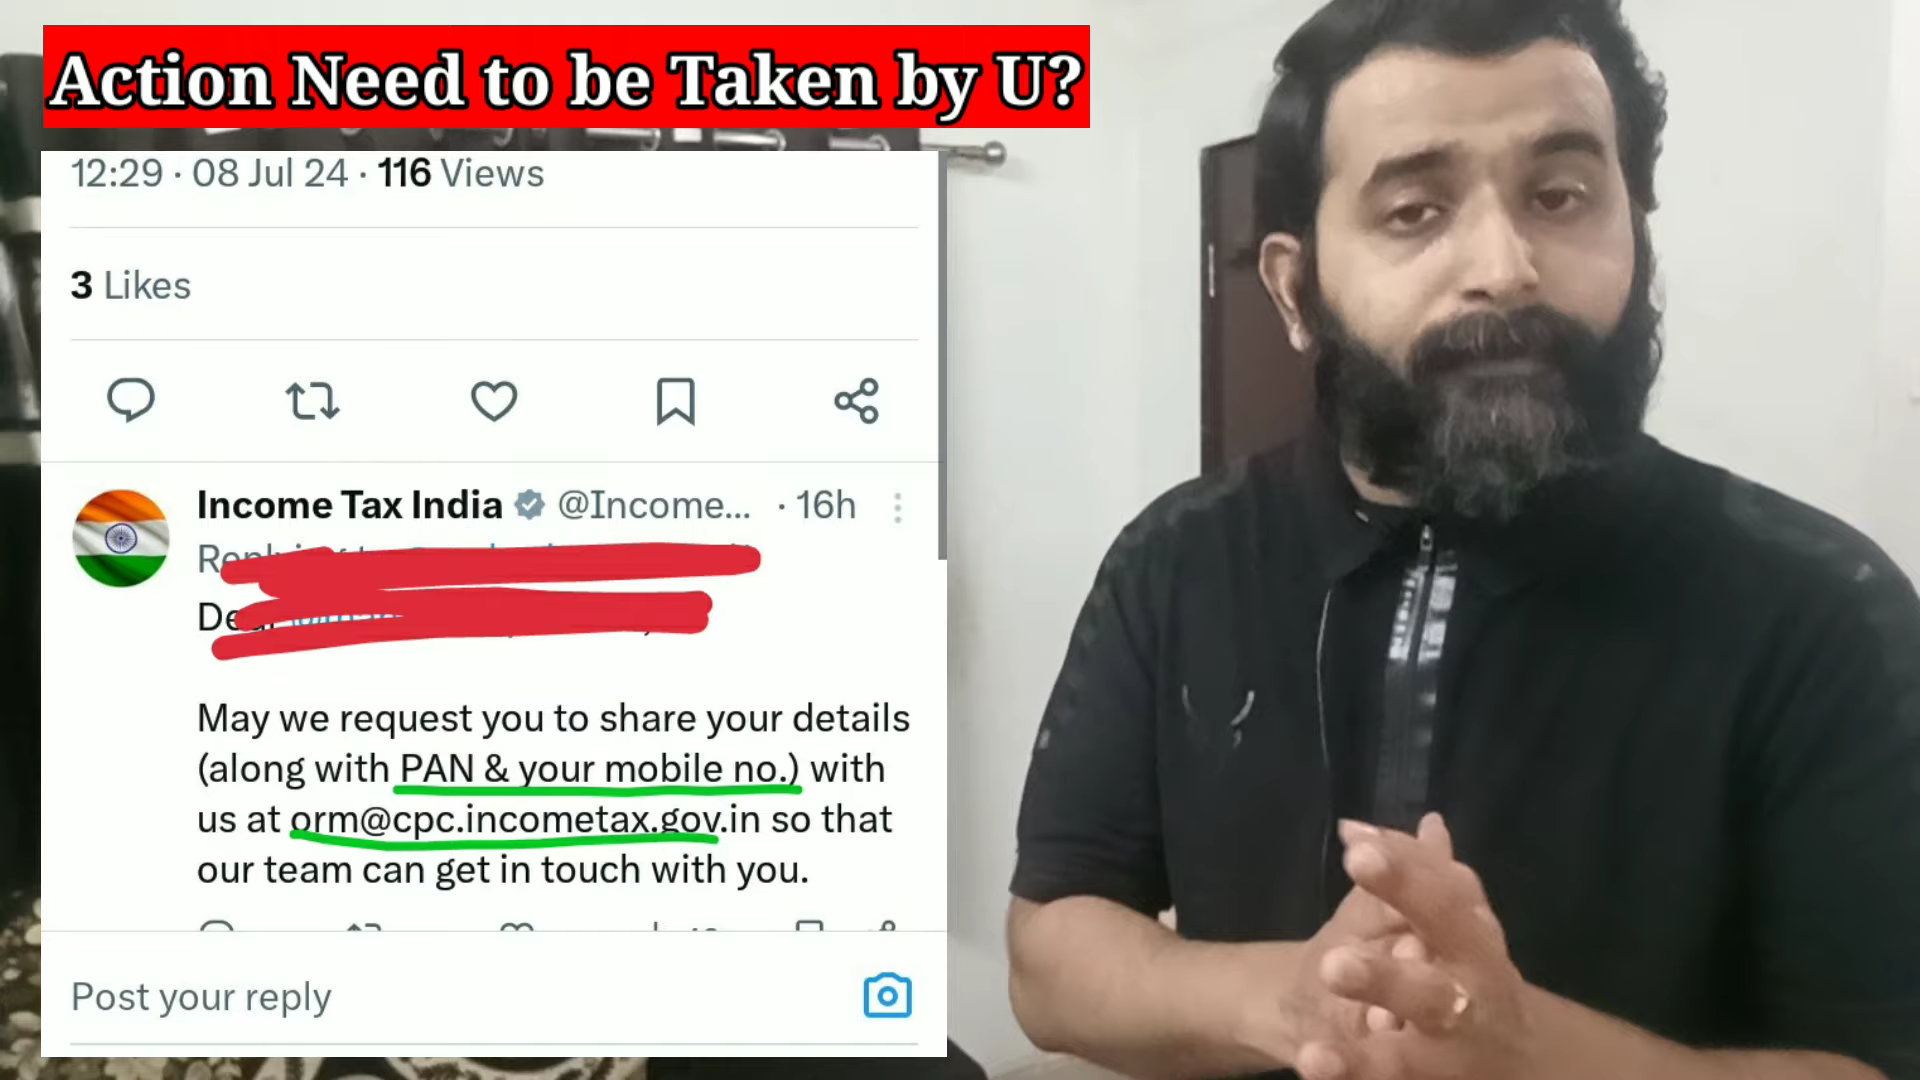 Action Need to be Taken by U?
12:29 · 08 Jul 24 · 116 Views
3 Likes
Income Tax India @Income... · 16h
May we request you to share your details
(along with PAN & your mobile no.) with
us at orm@cpc.incometax.gov.in so that
our team can get in touch with you.
Post your reply